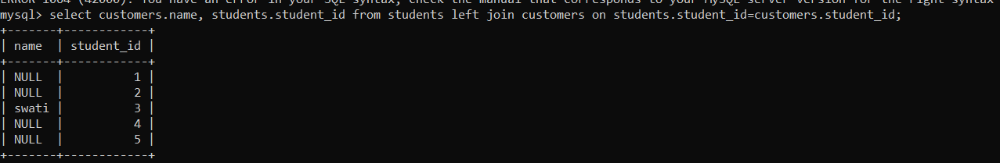 ERROR 1064 (42000): You have an error in your SQL syntax; check the manual that corresponds to your MySQL server version for the right syntax
mysql> select customers.name, students.student_id from students left join customers on students.student_id=customers.student_id;
+-------+------------+
| name  | student_id |
+-------+------------+
| NULL  |          1 |
| NULL  |          2 |
| swati |          3 |
| NULL  |          4 |
| NULL  |          5 |
+-------+------------+